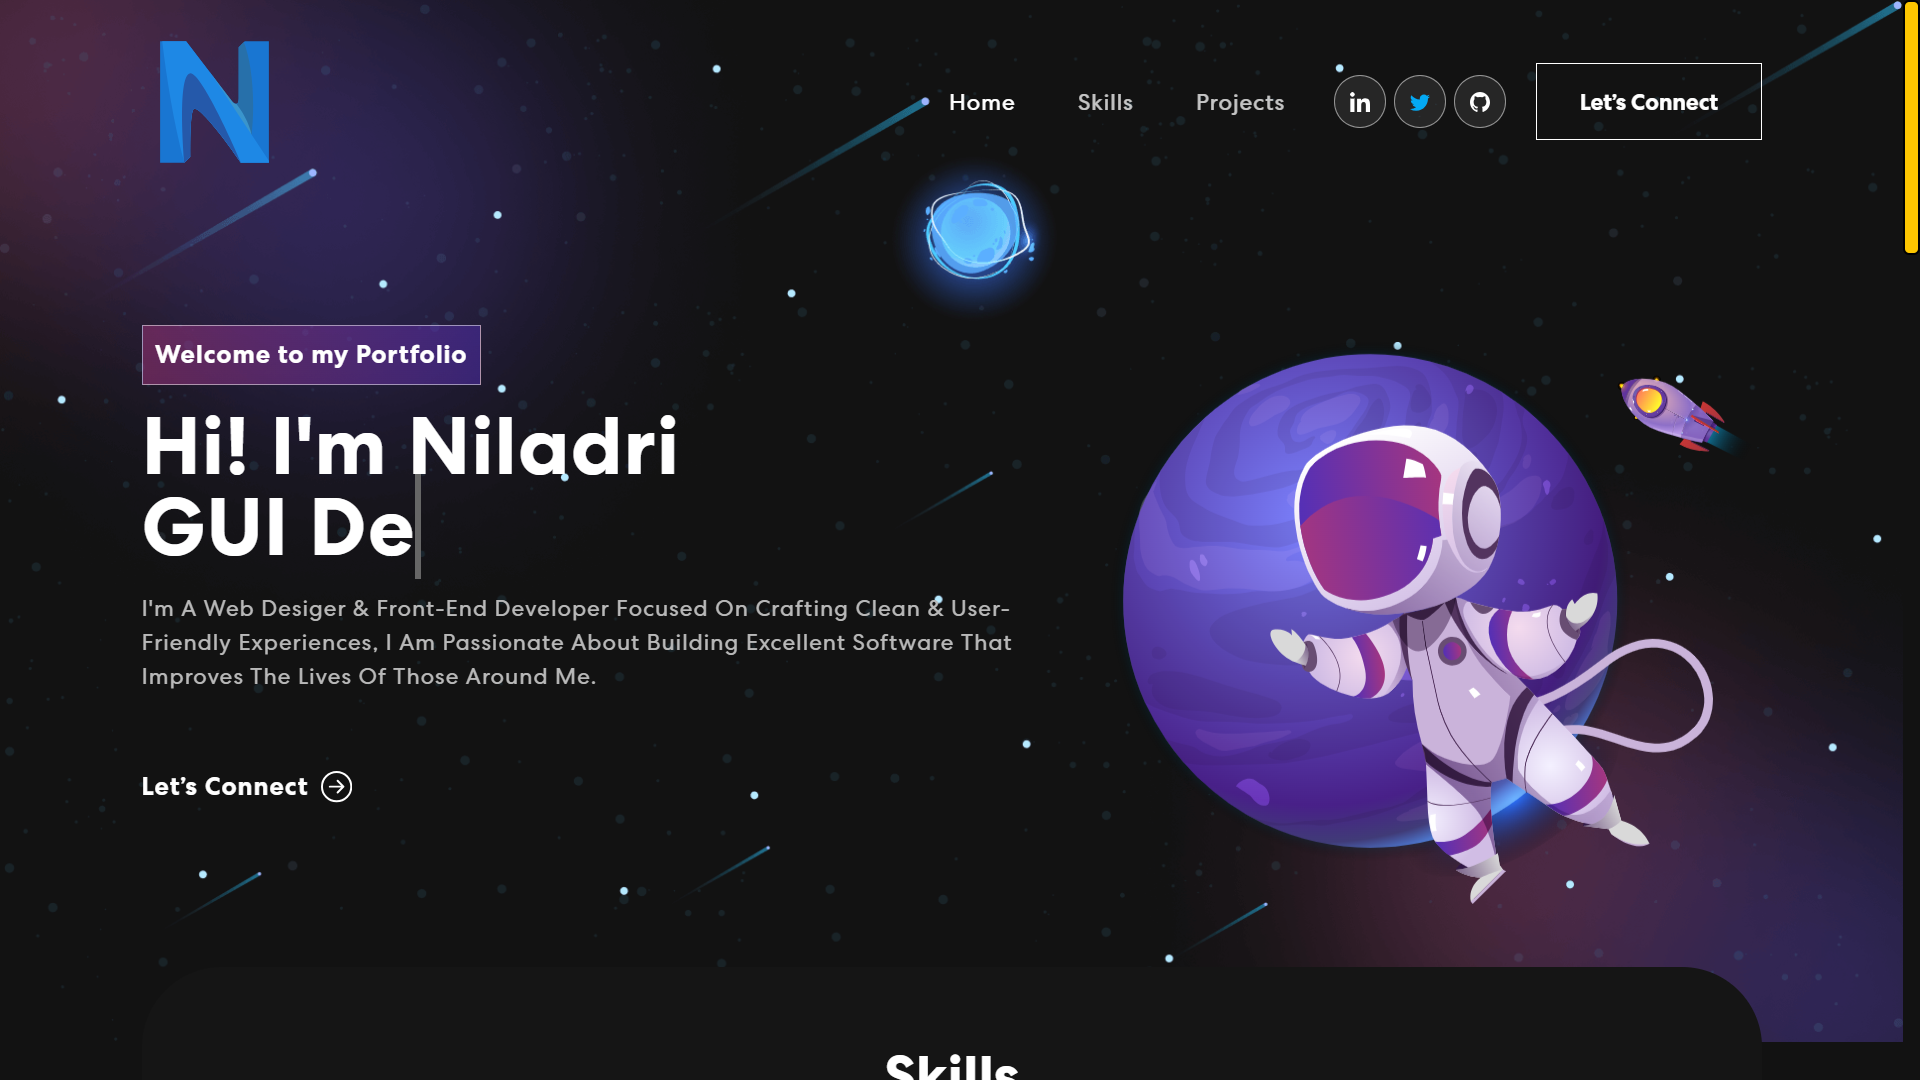 N
Home Skills Projects in Let's Connect
Welcome to my Portfolio
Hi! I'm Niladri
GUI De
I'm A Web Desiger & Front-End Developer Focused On Crafting Clean & User-
Friendly Experiences, I Am Passionate About Building Excellent Software That
Improves The Lives Of Those Around Me.
Let's Connect
Skills